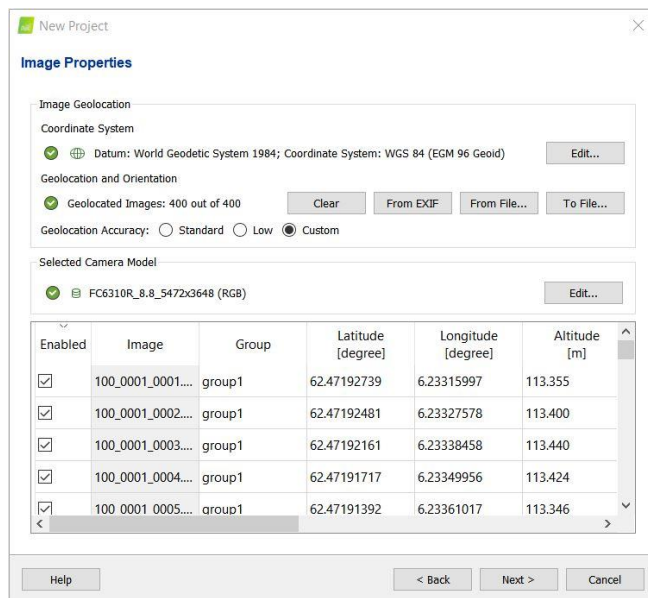 New Project
Image Properties
Image Geolocation
Coordinate System
Datum: World Geodetic System 1984; Coordinate System: WGS 84 (EGM 96 Geoid) Edit...
Geolocation and Orientation
Geolocated Images: 400 out of 400 Clear From EXIF From File... To File...
Geolocation Accuracy: Standard Low Custom
Selected Camera Model
FC6310R_8.8_5472x3648 (RGB) Edit...
Enabled Image Group Latitude [degree] Longitude [degree] Altitude [m]
100_0001_0001.... group1 62.47192739 6.23315997 113.355
100_0001_0002.... group1 62.47192481 6.23327578 113.400
100_0001_0003.... group1 62.47192161 6.23338458 113.440
100_0001_0004.... group1 62.47191717 6.23349956 113.424
100_0001_0005.... group1 62.47191392 6.23361017 113.346
Help < Back Next > Cancel